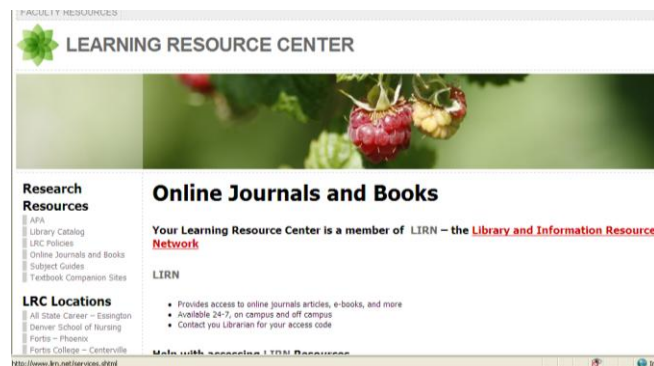 FACULTY RESOURCES
LEARNING RESOURCE CENTER
Research
Resources
APA
Library Catalog
LRC Policies
Online Journals and Books
Subject Guides
Textbook Companion Sites
LRC Locations
All State Career – Essington
Denver School of Nursing
Fortis – Phoenix
Fortis College – Centerville
Online Journals and Books
Your Learning Resource Center is a member of LIRN – the Library and Information Resource
Network
LIRN
Provides access to online journals articles, e-books, and more
Available 24-7, on campus and off campus
Contact you Librarian for your access code
Help with accessing LIRN Resources
http://www.lirn.net/services.shtml